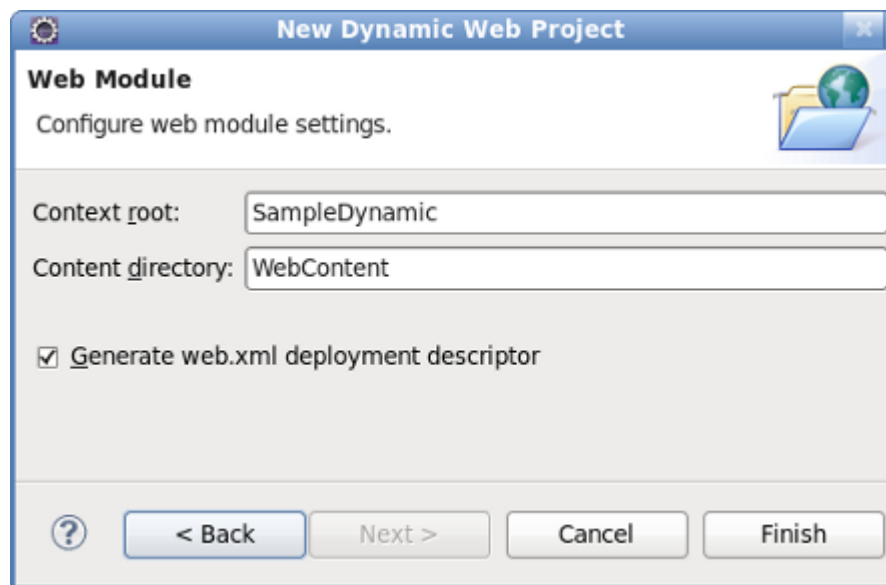 New Dynamic Web Project
Web Module
Configure web module settings.
Context root: SampleDynamic
Content directory: WebContent
Generate web.xml deployment descriptor
? < Back Next > Cancel Finish